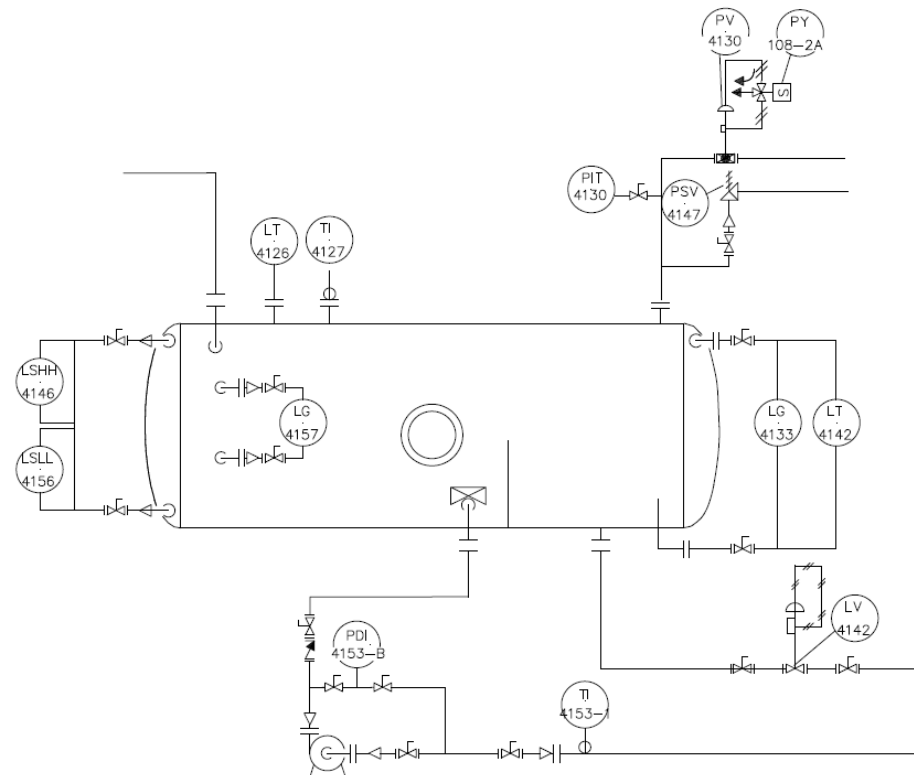 PV
4130
PY
108-2A
S
PIT
4130
PSV
4147
LT
4126
TI
4127
LSHH
4146
LSLL
4156
LG
4157
LG
4133
LT
4142
LV
4142
PDI
4153-B
TI
4153-1